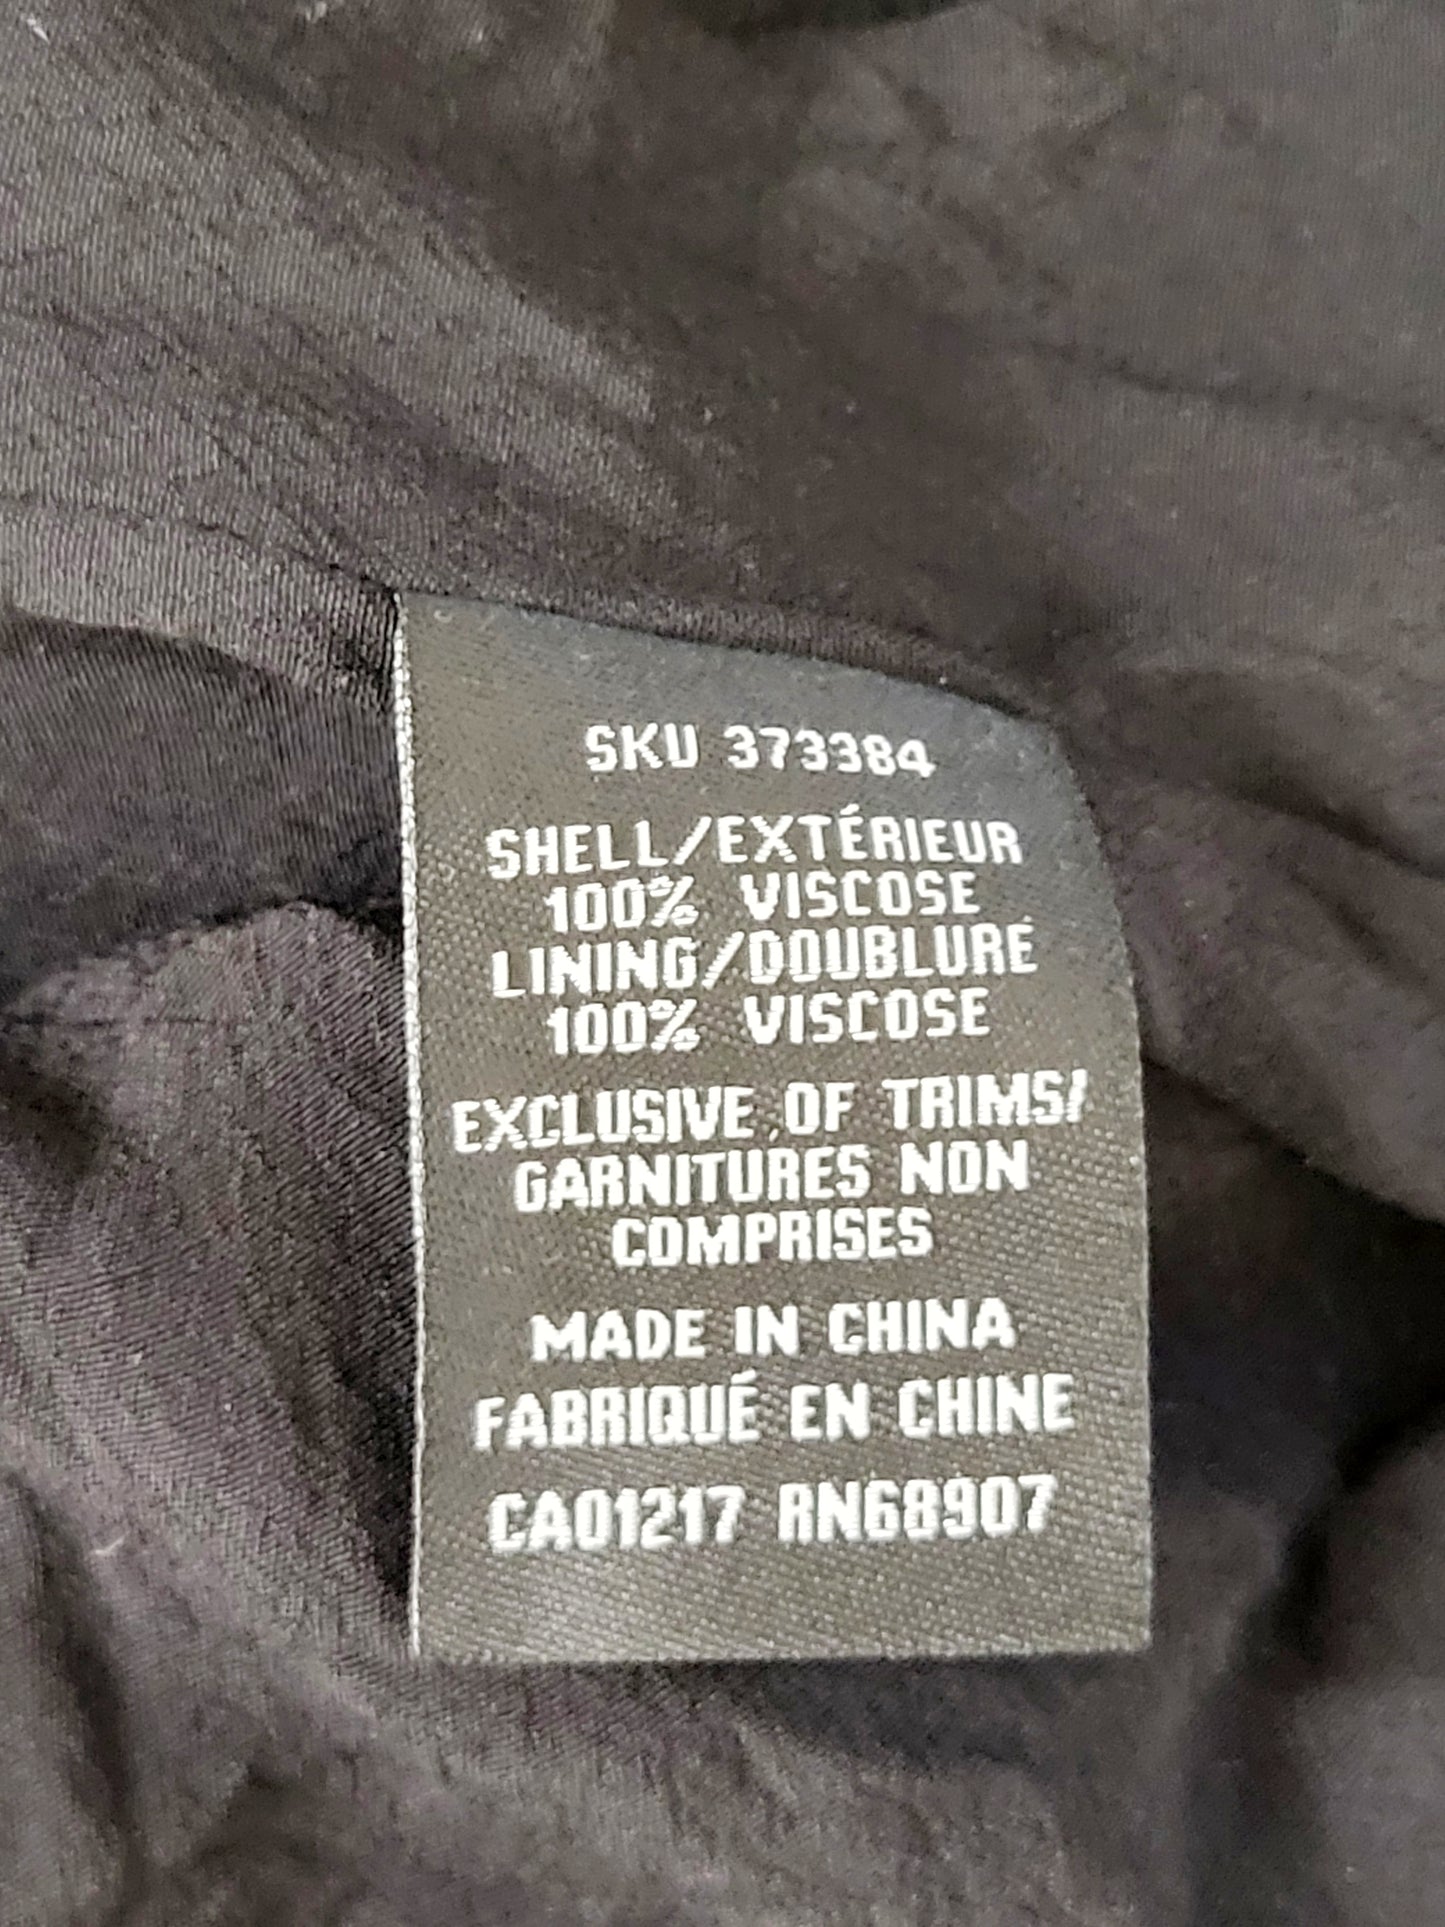 SKU 373384
SHELL/EXTÉRIEUR
100% VISCOSE
LINING/DOUBLURE
100% VISCOSE
EXCLUSIVE OF TRIMS/
GARNITURES NON
COMPRISES
MADE IN CHINA
FABRIQUÉ EN CHINE
CA01217 RN68907